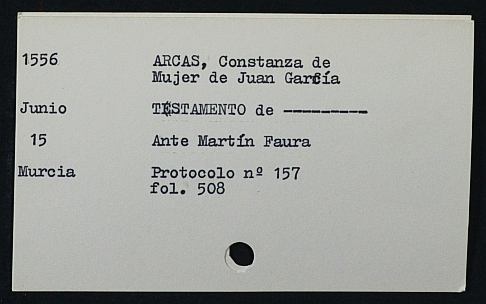 1556 ARCAS, Constanza de
Mujer de Juan García
Junio TESTAMENTO de ---------
15 Ante Martín Faura
Murcia Protocolo nº 157
fol. 508